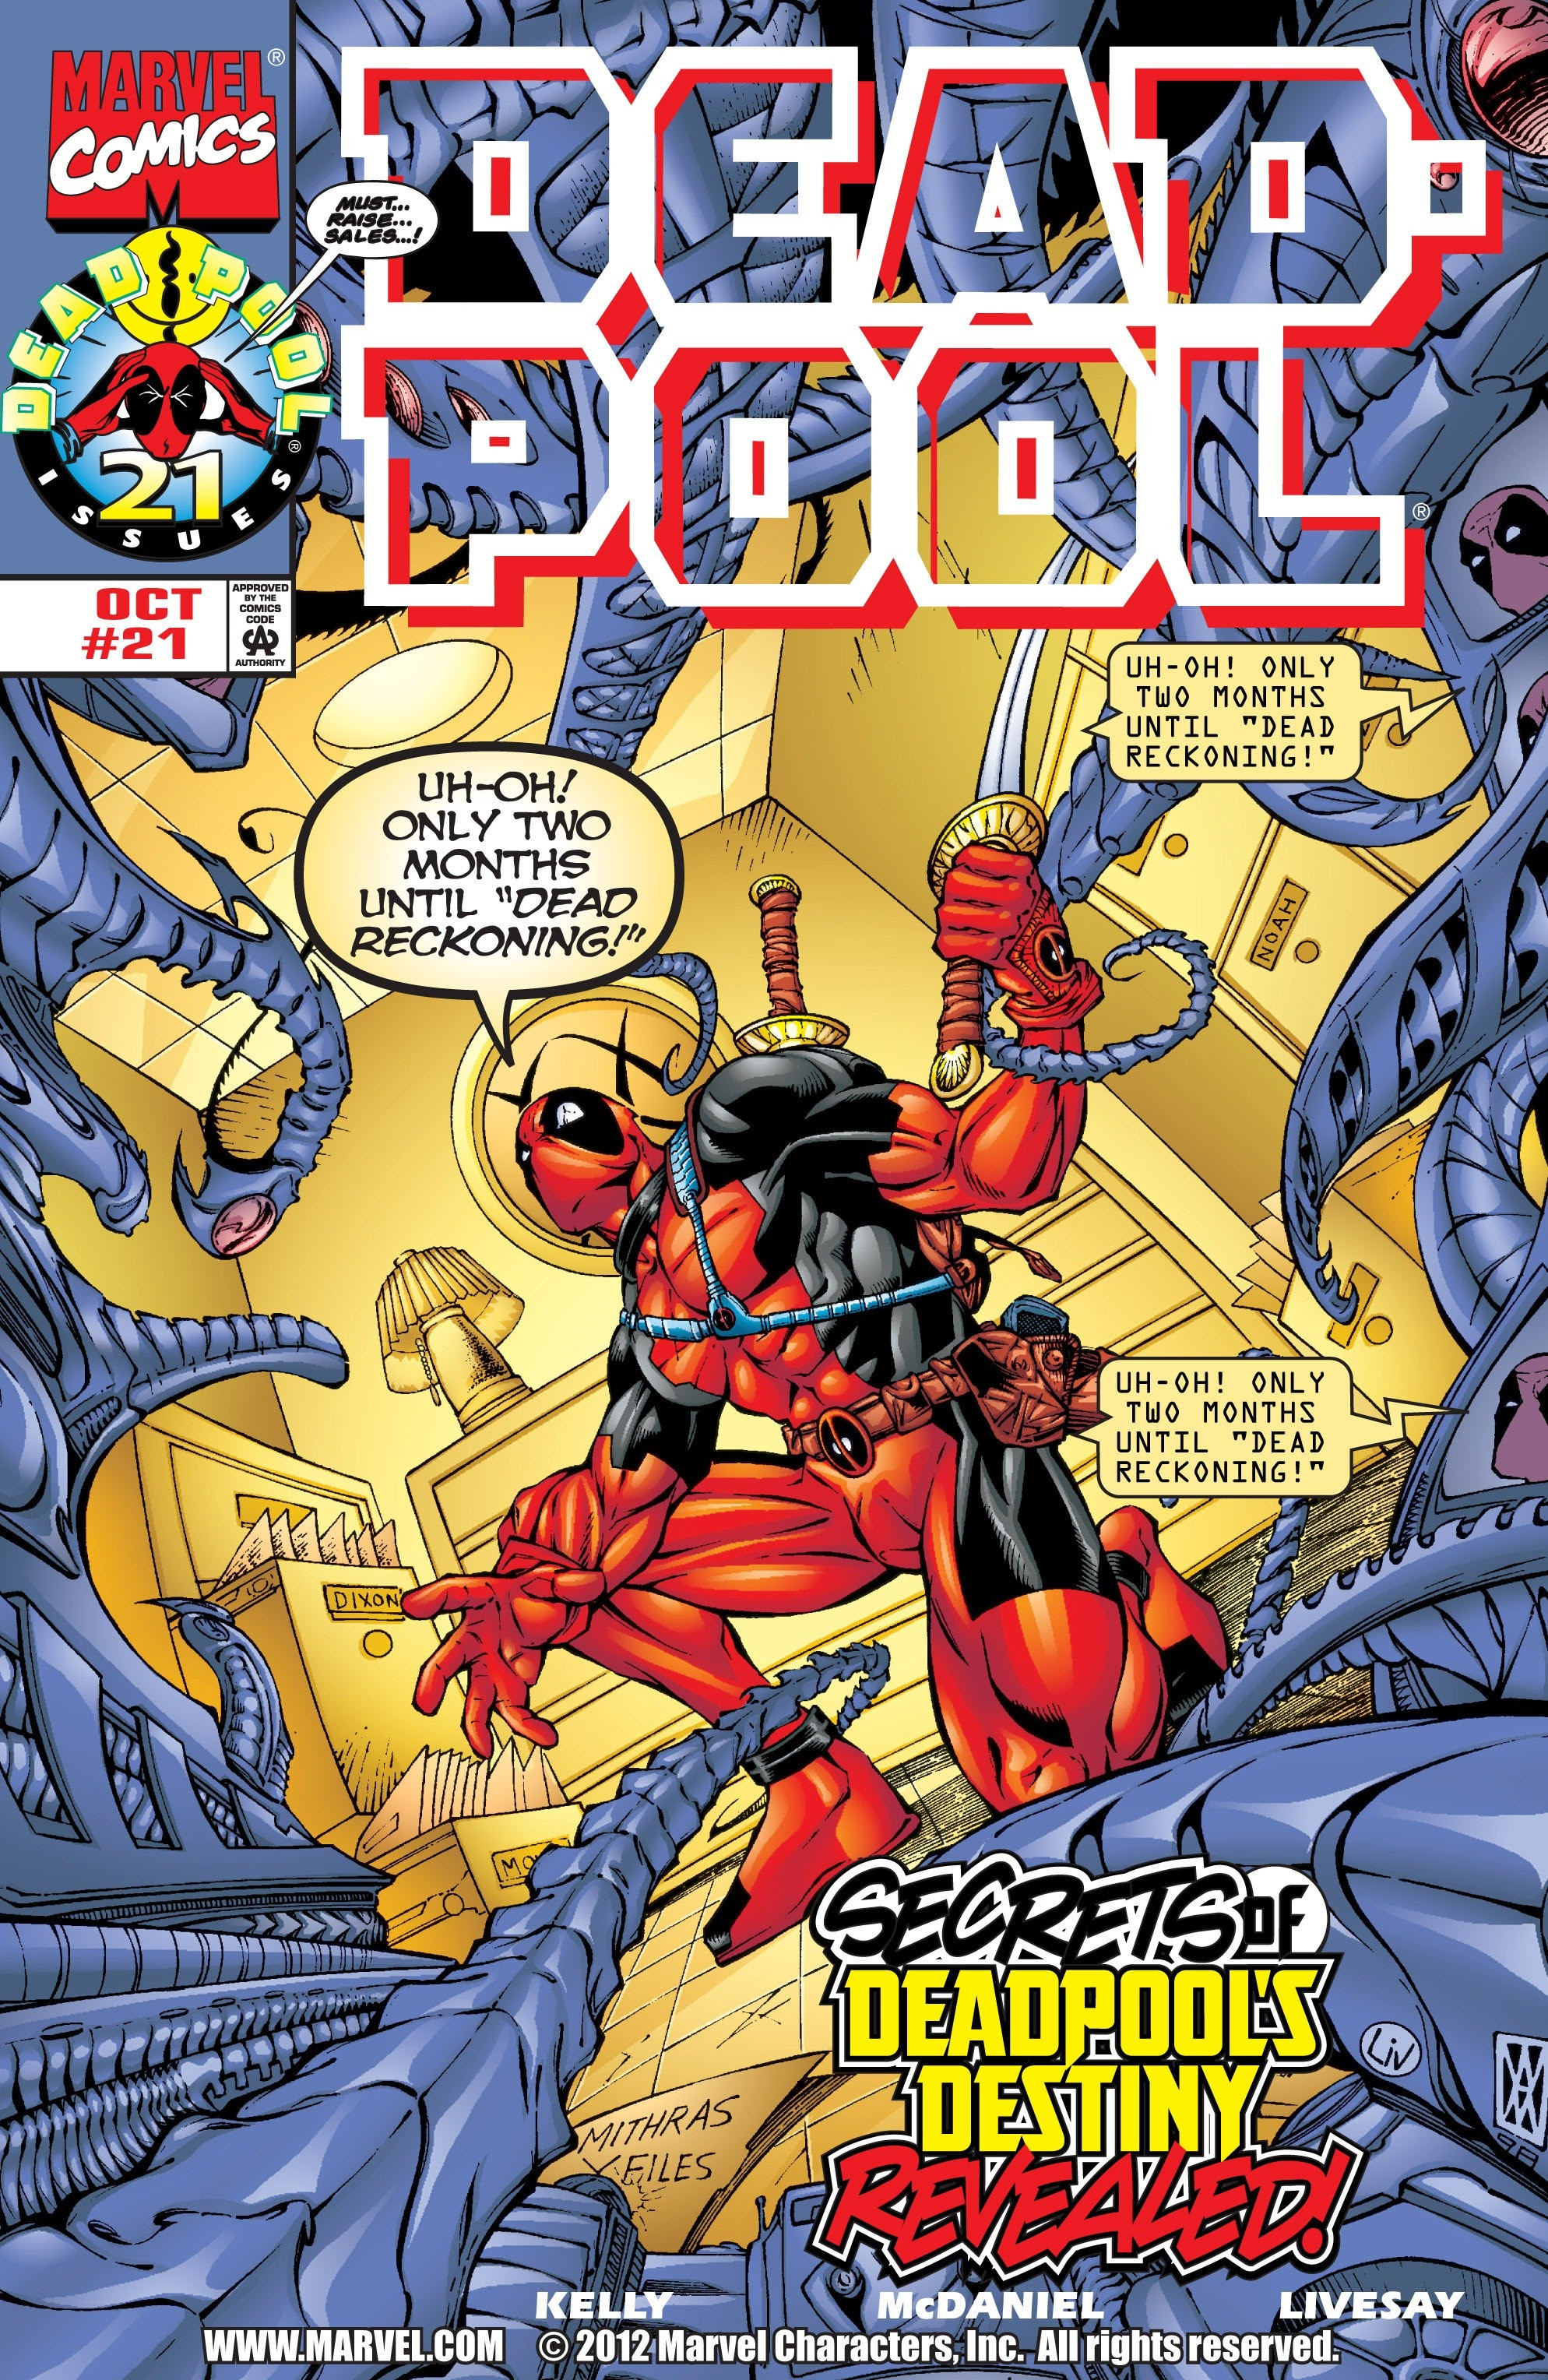 MARVEL®
COMICS
M
MUST...
RAISE...
SALES...!
DEADPOOL®
21
ISSUES
DEAD-
POOL®
OCT
#21
APPROVED
BY THE
COMICS
CODE
CA
AUTHORITY
UH-OH! ONLY
TWO MONTHS
UNTIL "DEAD
RECKONING!"
UH-OH!
ONLY TWO
MONTHS
UNTIL "DEAD
RECKONING!"
NOAH
UH-OH! ONLY
TWO MONTHS
UNTIL "DEAD
RECKONING!"
DIXON
SECRETS OF
DEADPOOL'S
DESTINY
REVEALED!
Liv
MITHRAS
FILES
KELLY McDANIEL LIVESAY
WWW.MARVEL.COM © 2012 Marvel Characters, Inc. All rights reserved.